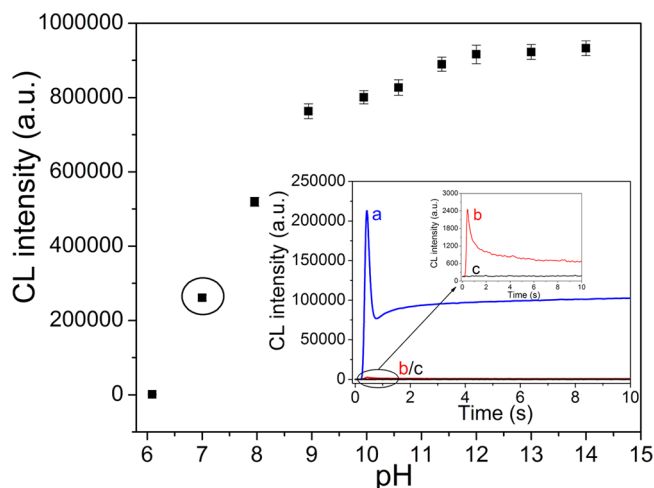 1000000
800000
600000
400000
200000
0
CL intensity (a.u.)
6 7 8 9 10 11 12 13 14 15
pH
250000
200000
150000
100000
50000
0
CL intensity (a.u.)
a
b/c
0 2 4 6 8 10
Time (s)
3000
2400
1800
1200
600
0
CL intensity (a.u.)
b
c
0 2 4 6 8 10
Time (s)